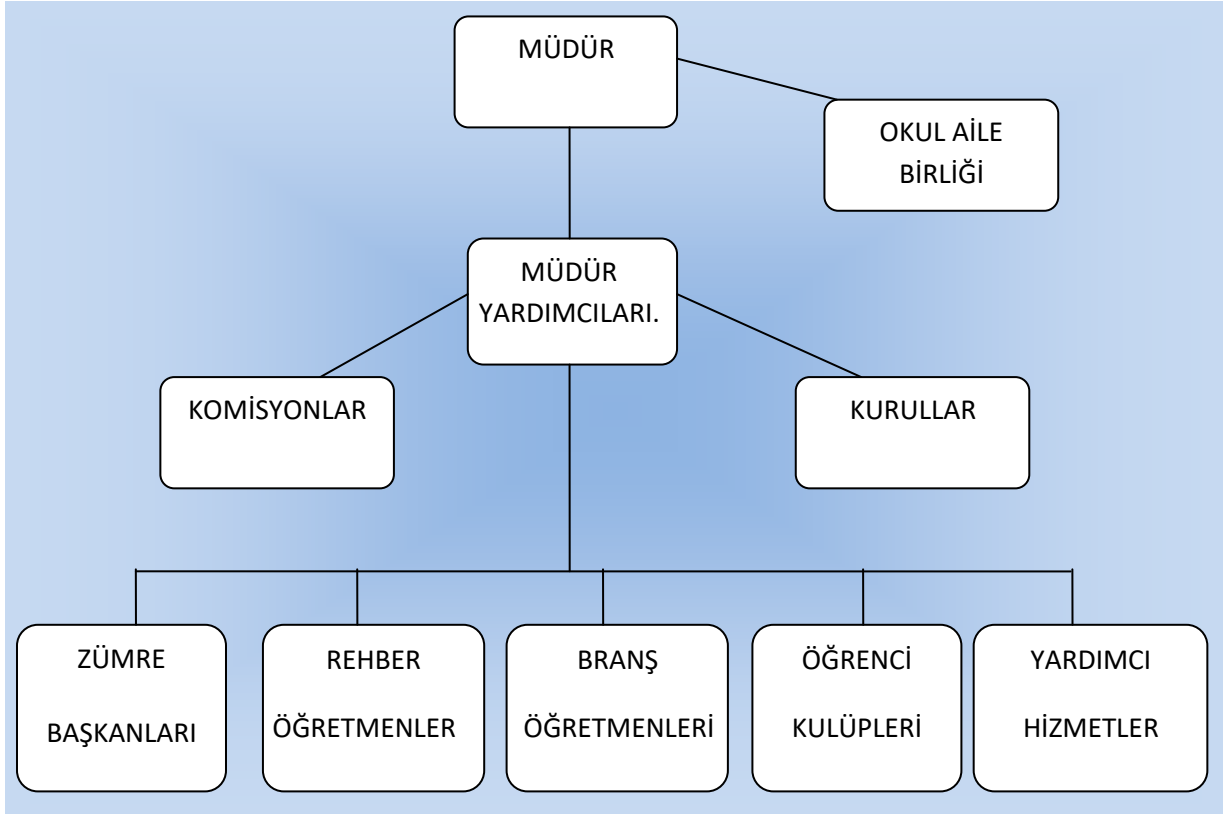 MÜDÜR
OKUL AİLE
BİRLİĞİ
MÜDÜR
YARDIMCILARI.
KOMİSYONLAR
KURULLAR
ZÜMRE
BAŞKANLARI
REHBER
ÖĞRETMENLER
BRANŞ
ÖĞRETMENLERİ
ÖĞRENCİ
KULÜPLERİ
YARDIMCI
HİZMETLER